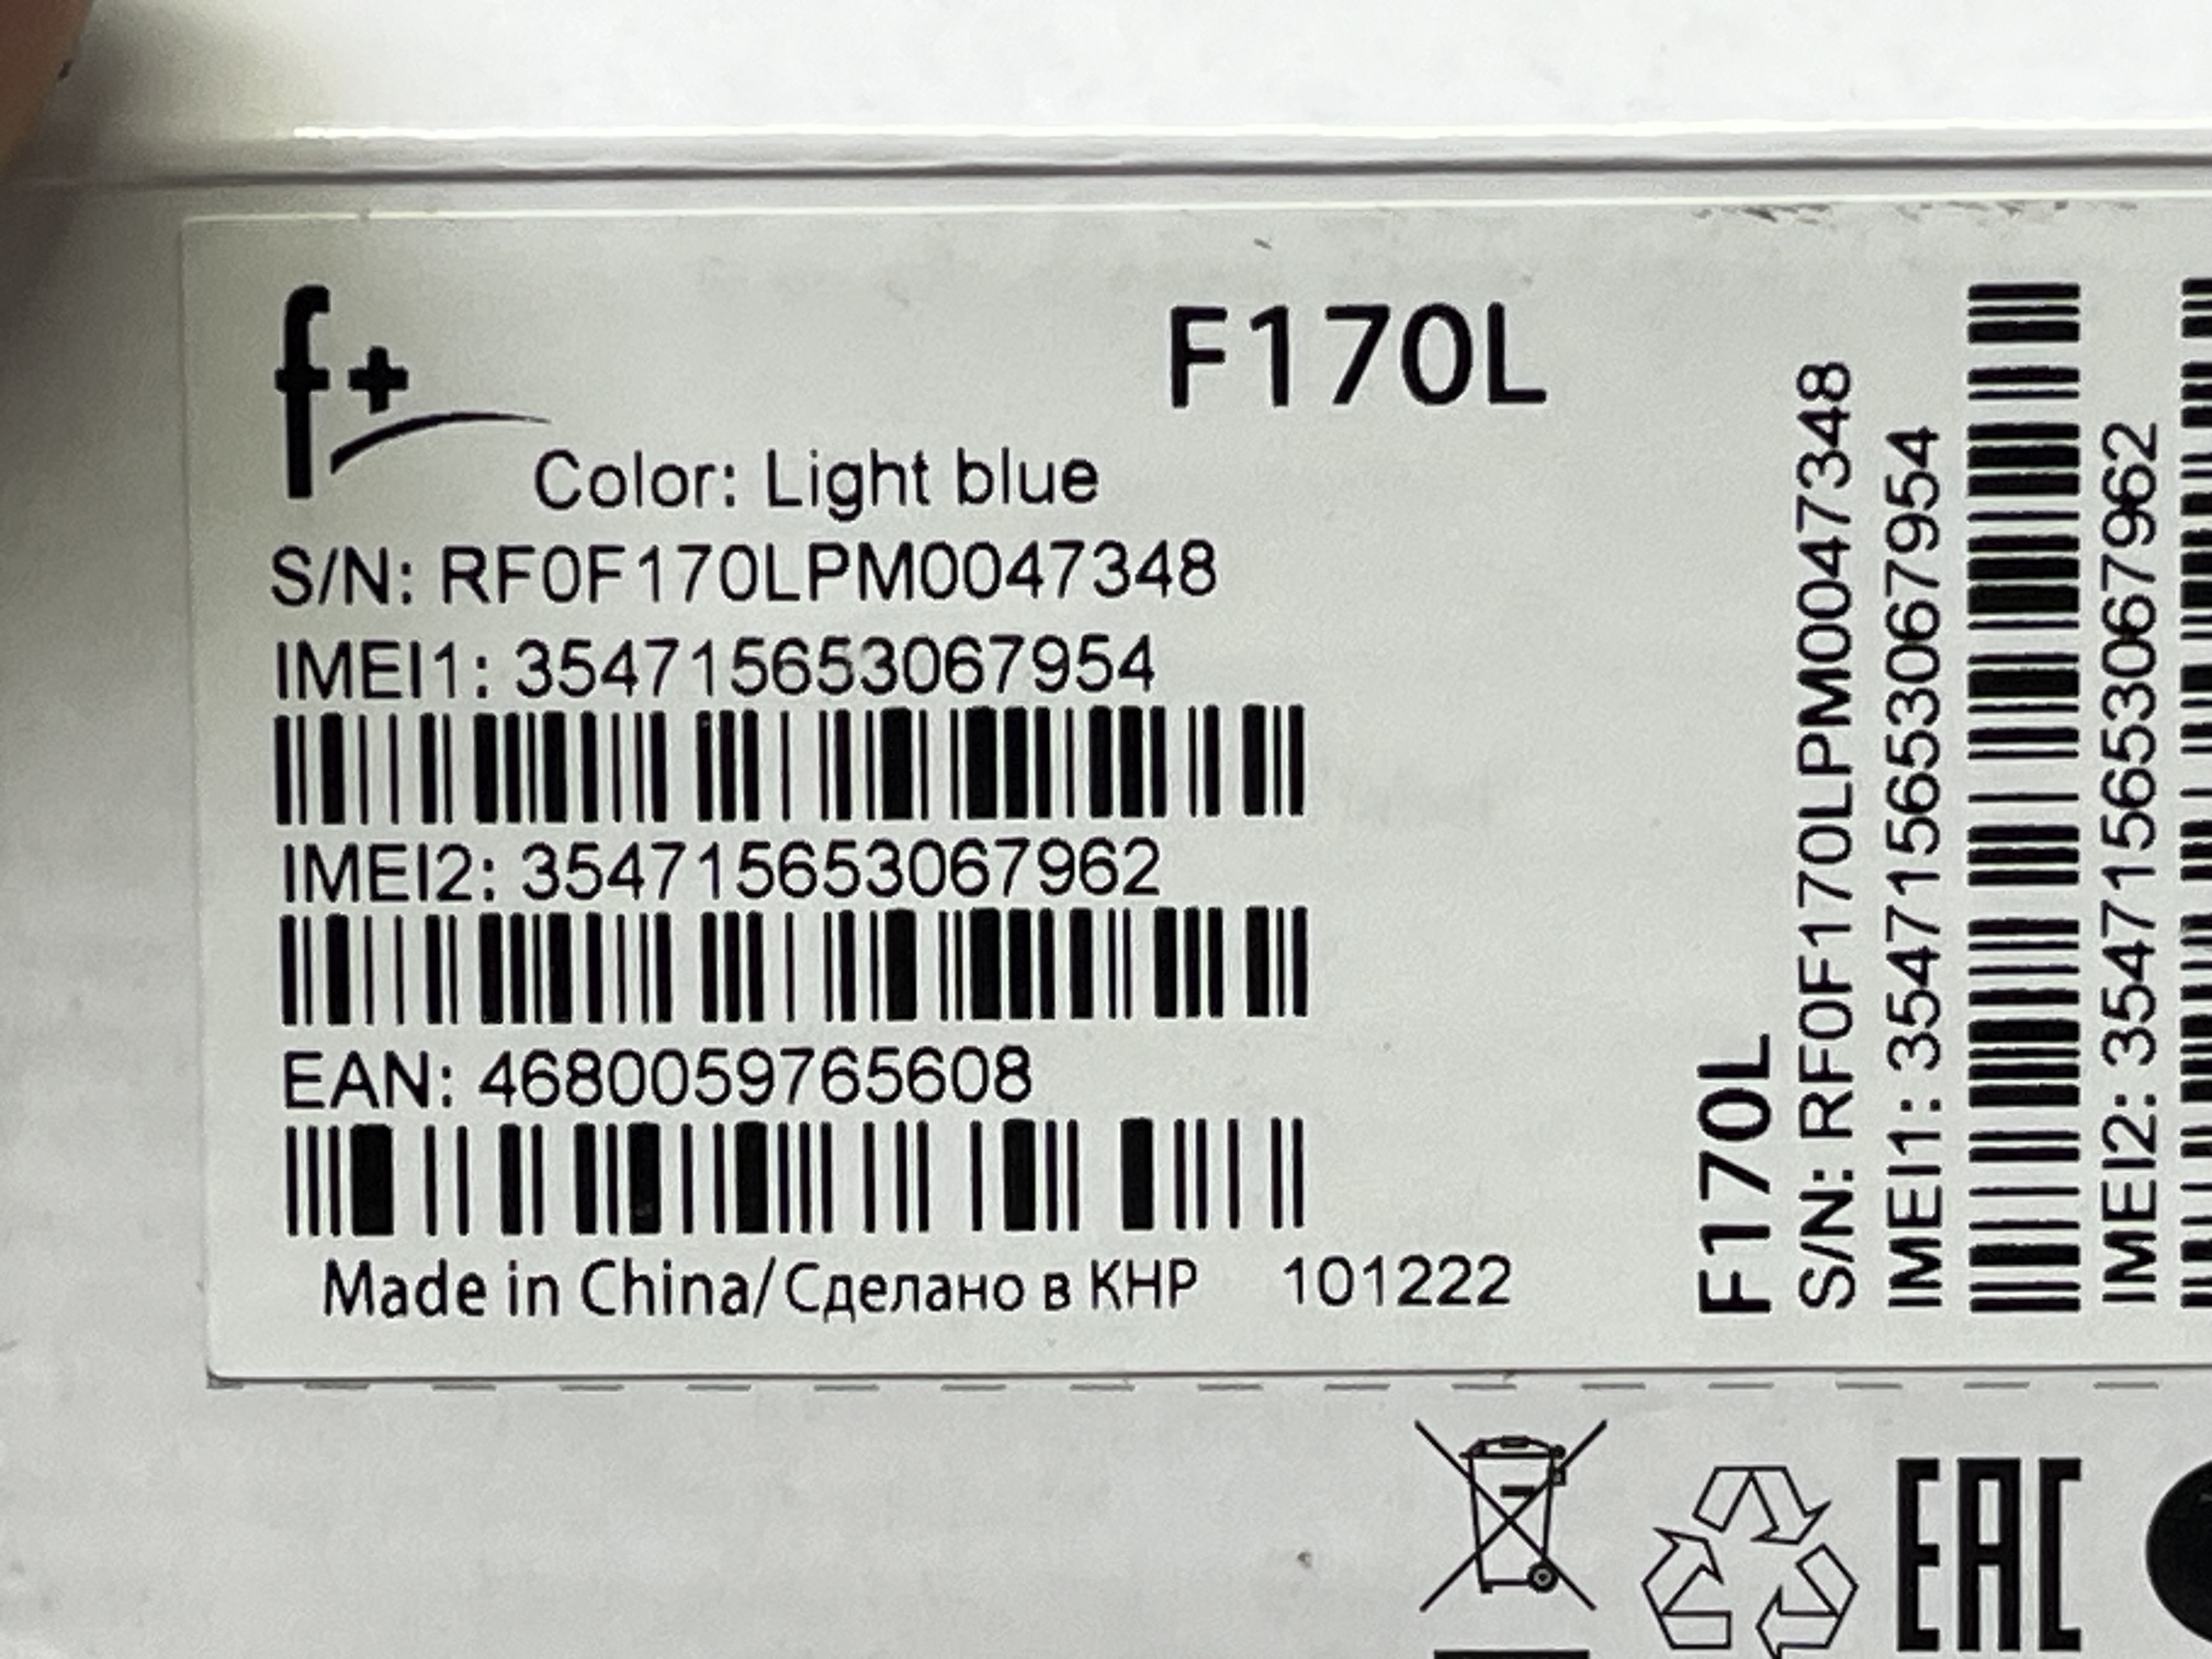 f+
F170L
Color: Light blue
S/N: RF0F170LPM0047348
IMEI1: 354715653067954
IMEI2: 354715653067962
EAN: 4680059765608
Made in China/Сделано в КНР 101222
F170L
S/N: RF0F170LPM0047348
IMEI1: 354715653067954
IMEI2: 354715653067962
EAC